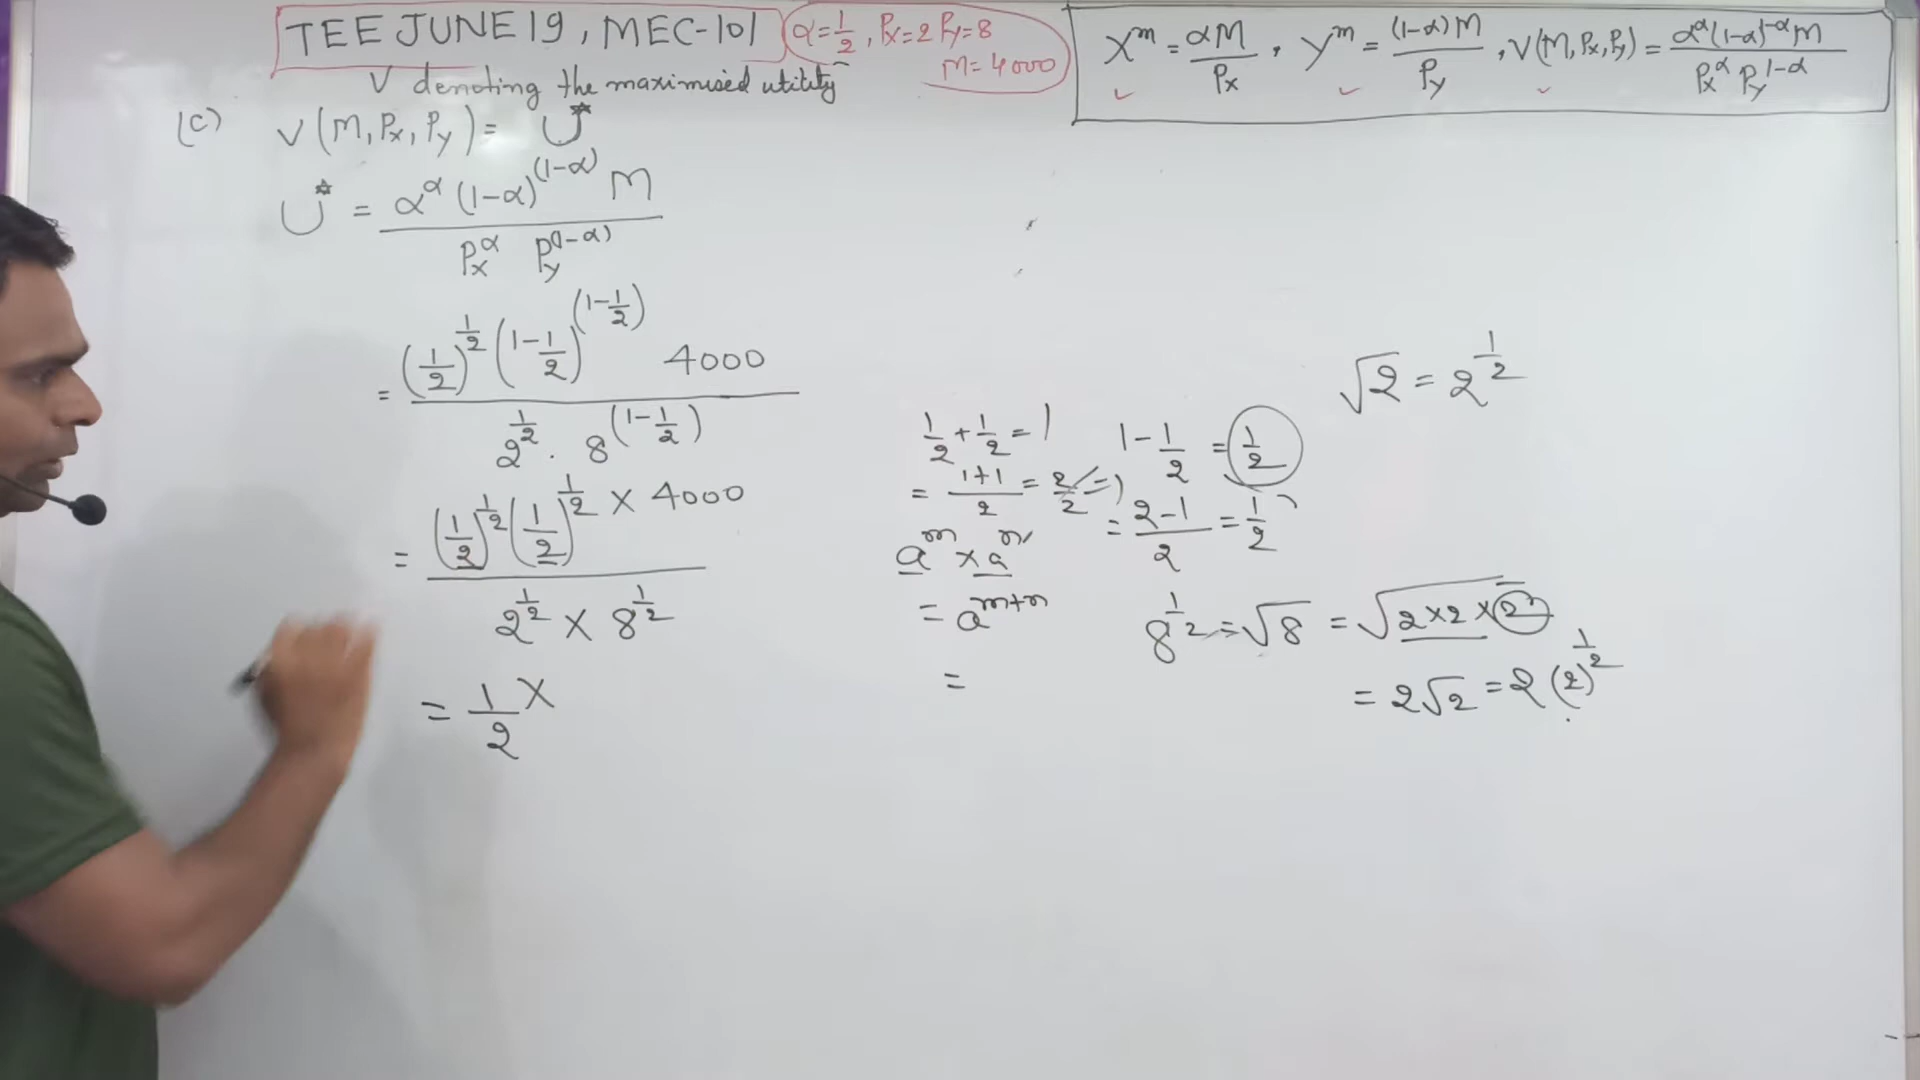 TEE JUNE 19, MEC-101
α=1/2, Px=2 Py=8
M=4000
X^m = αM/Px, Y^m = (1-α)M/Py, V(M,Px,Py) = α^α(1-α)^(1-α)M / Px^α Py^(1-α)
V denoting the maximised utility
(C) V(M,Px,Py) = U*
U* = α^α (1-α)^(1-α) M / Px^α Py^(1-α)
= (1/2)^(1/2) (1-1/2)^(1-1/2) 4000 / 2^(1/2) . 8^(1-1/2)
= (1/2)^(1/2) (1/2)^(1/2) × 4000 / 2^(1/2) × 8^(1/2)
= 1/2 ×
1/2 + 1/2 = 1
= 1+1/2 = 2/2 = 1
a^m × a^n
= a^(m+n)
=
1 - 1/2 = 1/2
= 2-1/2 = 1/2
√2 = 2^(1/2)
8^(1/2) = √8 = √2×2×2
= 2√2 = 2(2)^(1/2)